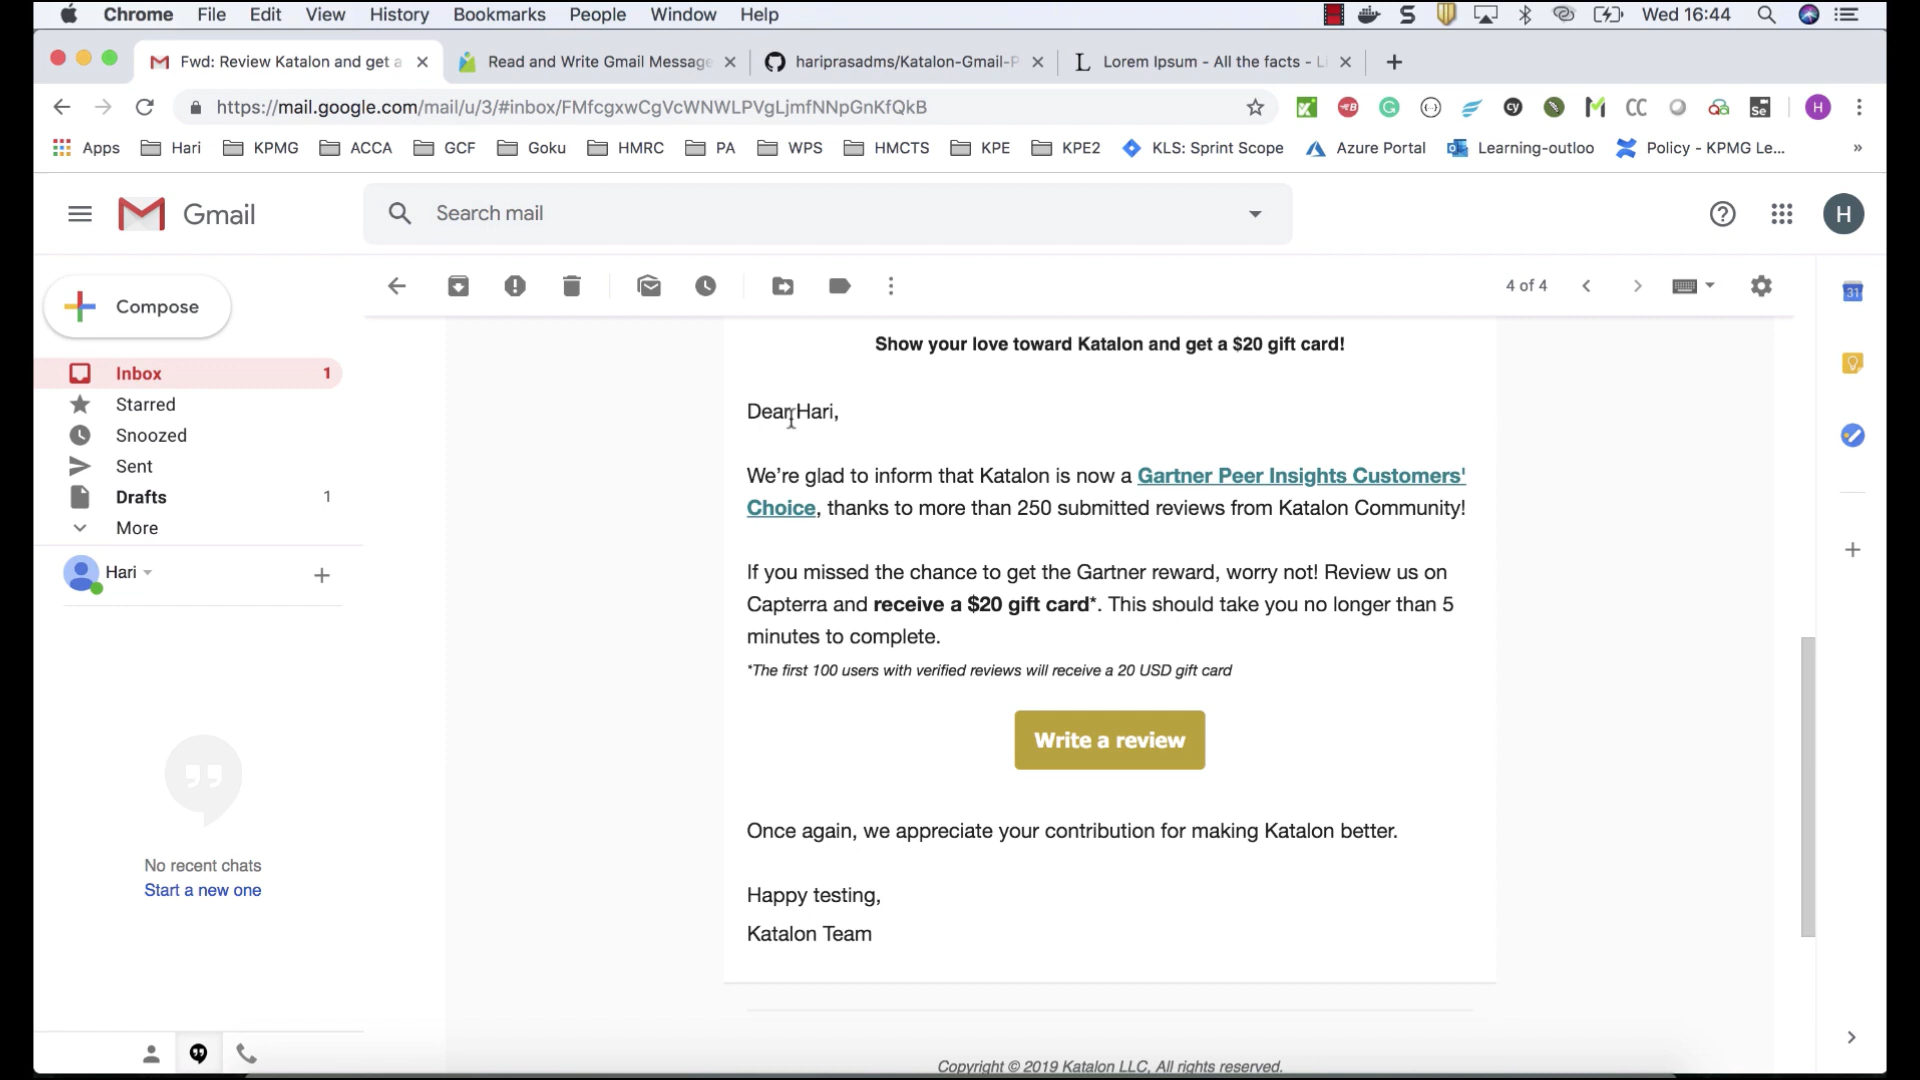 Chrome File Edit View History Bookmarks People Window Help Wed 16:44
Fwd: Review Katalon and get a Read and Write Gmail Message hariprasadms/Katalon-Gmail-P Lorem Ipsum - All the facts - L
https://mail.google.com/mail/u/3/#inbox/FMfcgxwCgVcWNWLPVgLjmfNNpGnKfQkB
Apps Hari KPMG ACCA GCF Goku HMRC PA WPS HMCTS KPE KPE2 KLS: Sprint Scope Azure Portal Learning-outloo Policy - KPMG Le... »
Gmail Search mail H
Compose
4 of 4
Inbox 1
Starred
Snoozed
Sent
Drafts 1
More
Hari
No recent chats
Start a new one
Show your love toward Katalon and get a $20 gift card!
Dear Hari,
We’re glad to inform that Katalon is now a Gartner Peer Insights Customers'
Choice, thanks to more than 250 submitted reviews from Katalon Community!
If you missed the chance to get the Gartner reward, worry not! Review us on
Capterra and receive a $20 gift card*. This should take you no longer than 5
minutes to complete.
*The first 100 users with verified reviews will receive a 20 USD gift card
Write a review
Once again, we appreciate your contribution for making Katalon better.
Happy testing,
Katalon Team
Copyright © 2019 Katalon LLC, All rights reserved.